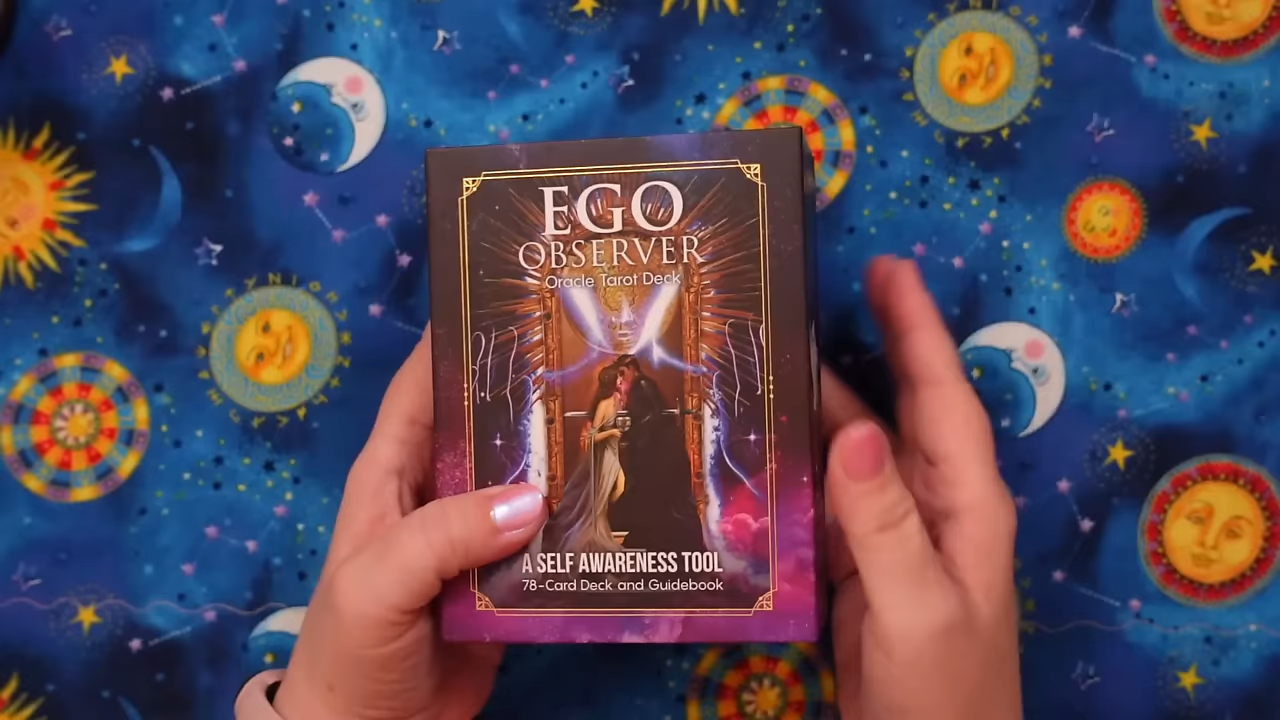 EGO
OBSERVER
Oracle Tarot Deck
A SELF AWARENESS TOOL
78-Card Deck and Guidebook